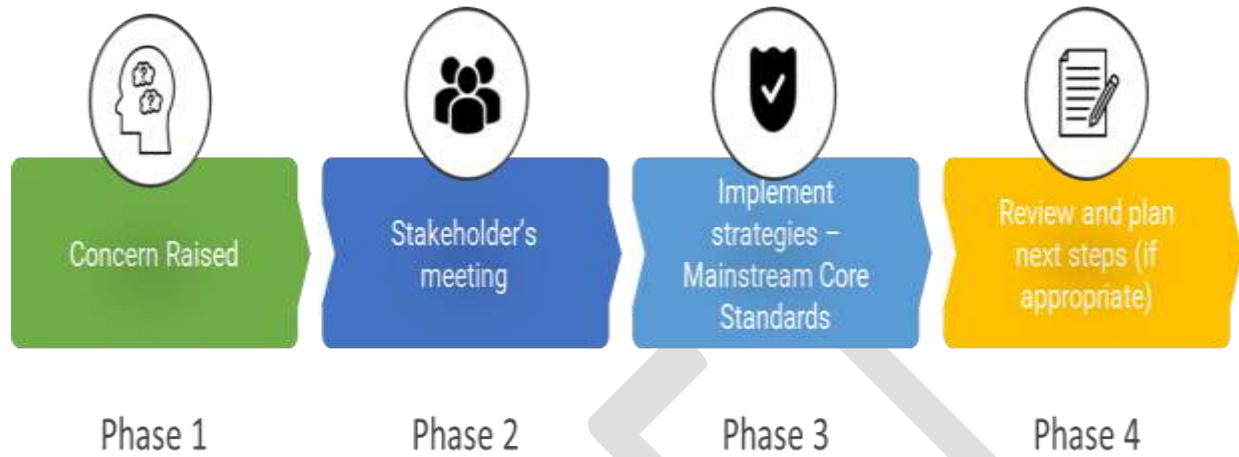 Concern Raised
Stakeholder's
meeting
Implement
strategies –
Mainstream Core
Standards
Review and plan
next steps (if
appropriate)
Phase 1
Phase 2
Phase 3
Phase 4